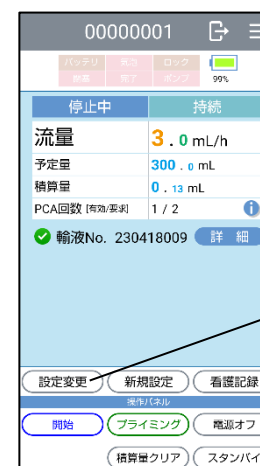 00000001
バッテリ 気泡 ロック
閉塞 完了 ポンプ 99%
停止中 持続
流量 3.0 mL/h
予定量 300.0 mL
積算量 0.13 mL
PCA回数 [有効/要求] 1 / 2
輸液No. 230418009 詳 細
設定変更 新規設定 看護記録
操作パネル
開始 プライミング 電源オフ
積算量クリア スタンバイ